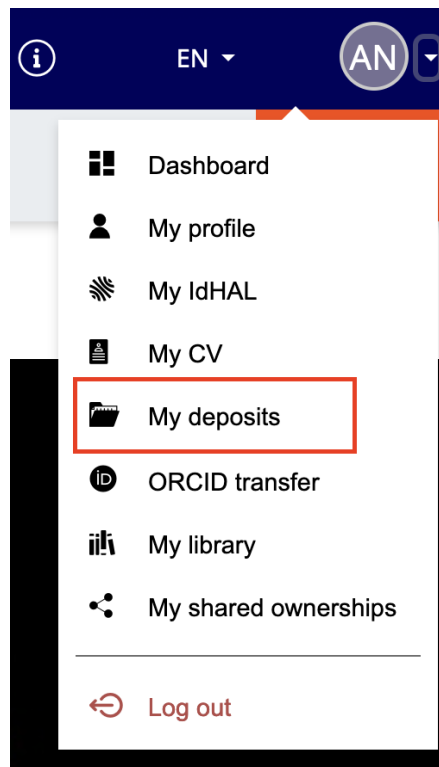 EN
AN
Dashboard
My profile
My IdHAL
My CV
My deposits
iD
ORCID transfer
My library
My shared ownerships
Log out